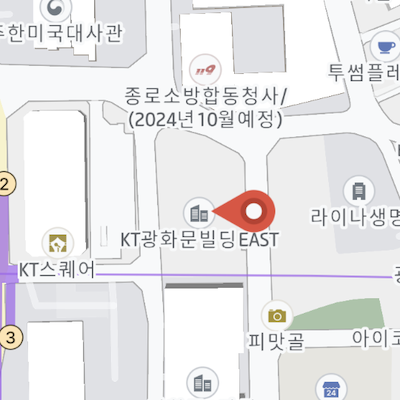 주한미국대사관
119
투썸플레
종로소방합동청사/
(2024년10월예정)
2
라이나생명
KT광화문빌딩EAST
KT스퀘어
광
3
피맛골
아이코
24